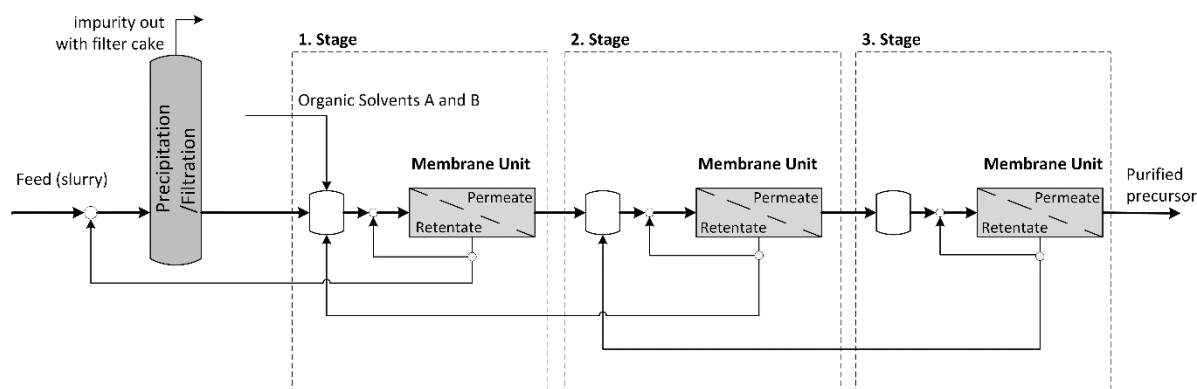 impurity out
with filter cake
1. Stage
2. Stage
3. Stage
Precipitation
/Filtration
Organic Solvents A and B
Feed (slurry)
Membrane Unit
Membrane Unit
Membrane Unit
Permeate
Retentate
Permeate
Retentate
Permeate
Retentate
Purified
precursor